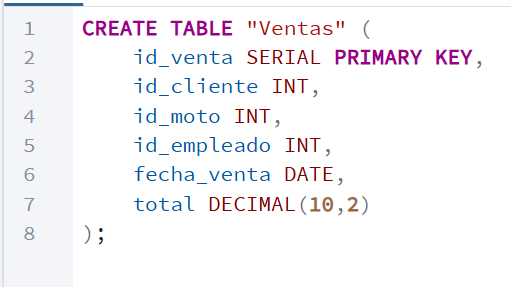 1 CREATE TABLE "Ventas" (
2     id_venta SERIAL PRIMARY KEY,
3     id_cliente INT,
4     id_moto INT,
5     id_empleado INT,
6     fecha_venta DATE,
7     total DECIMAL(10,2)
8 );